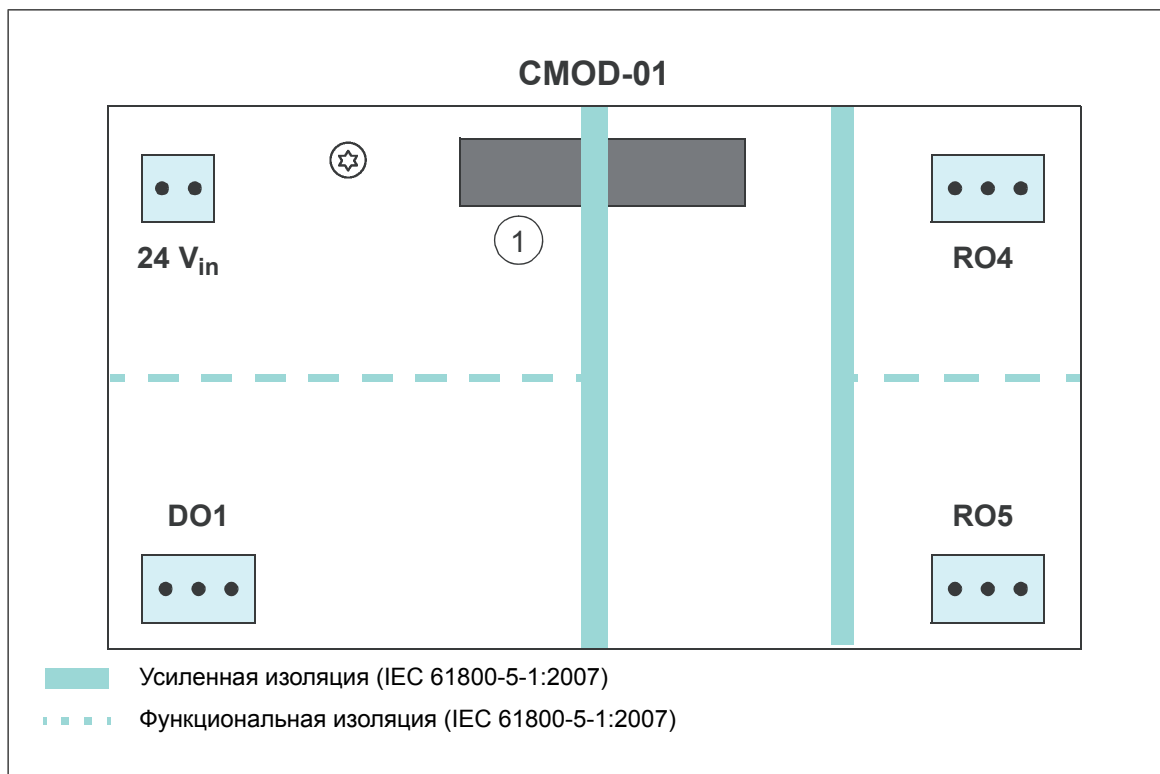 CMOD-01
24 Vin
1
RO4
DO1
RO5
Усиленная изоляция (IEC 61800-5-1:2007)
Функциональная изоляция (IEC 61800-5-1:2007)